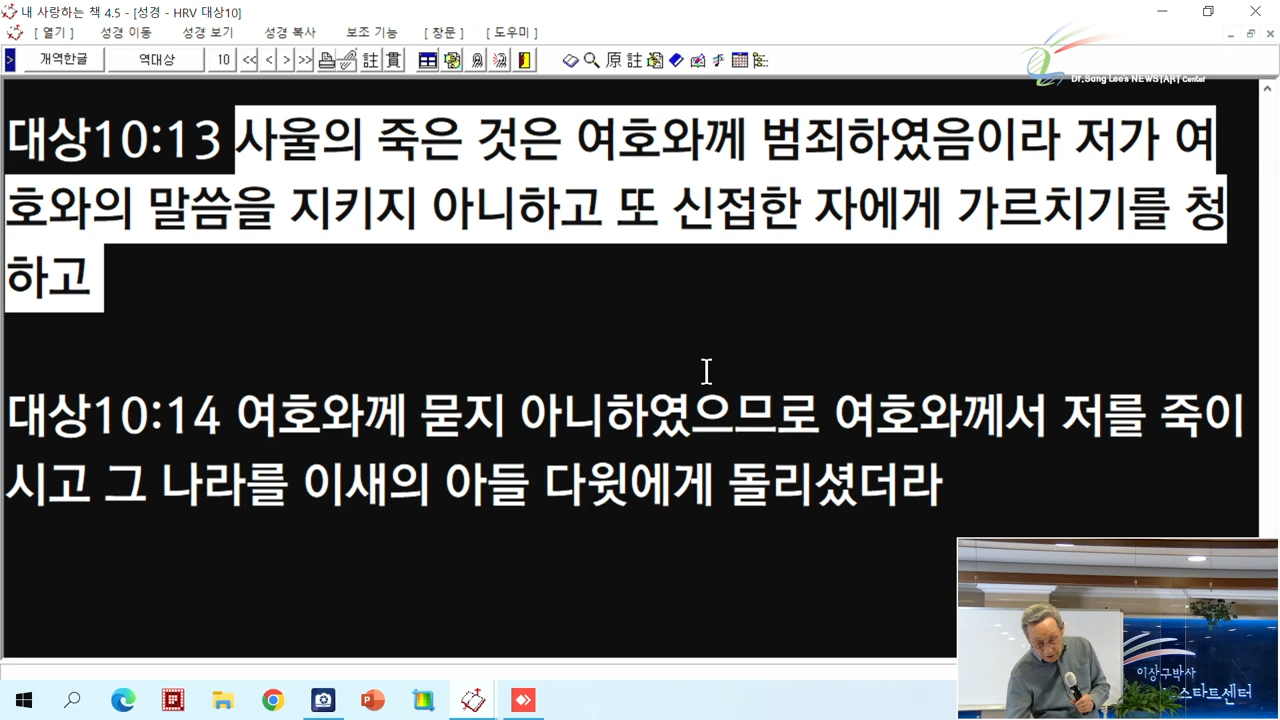 내 사랑하는 책 4.5 - [성경 - HRV 대상10]
[ 열기 ] 성경 이동 성경 보기 성경 복사 보조 기능 [ 창문 ] [ 도우미 ]
개역한글 역대상 10 << < > >> 註 貫 原 註
Dr.Sang Lee's NEWSTART Center
대상10:13 사울의 죽은 것은 여호와께 범죄하였음이라 저가 여
호와의 말씀을 지키지 아니하고 또 신접한 자에게 가르치기를 청
하고
대상10:14 여호와께 묻지 아니하였으므로 여호와께서 저를 죽이
시고 그 나라를 이새의 아들 다윗에게 돌리셨더라
이상구박사
스타트센터